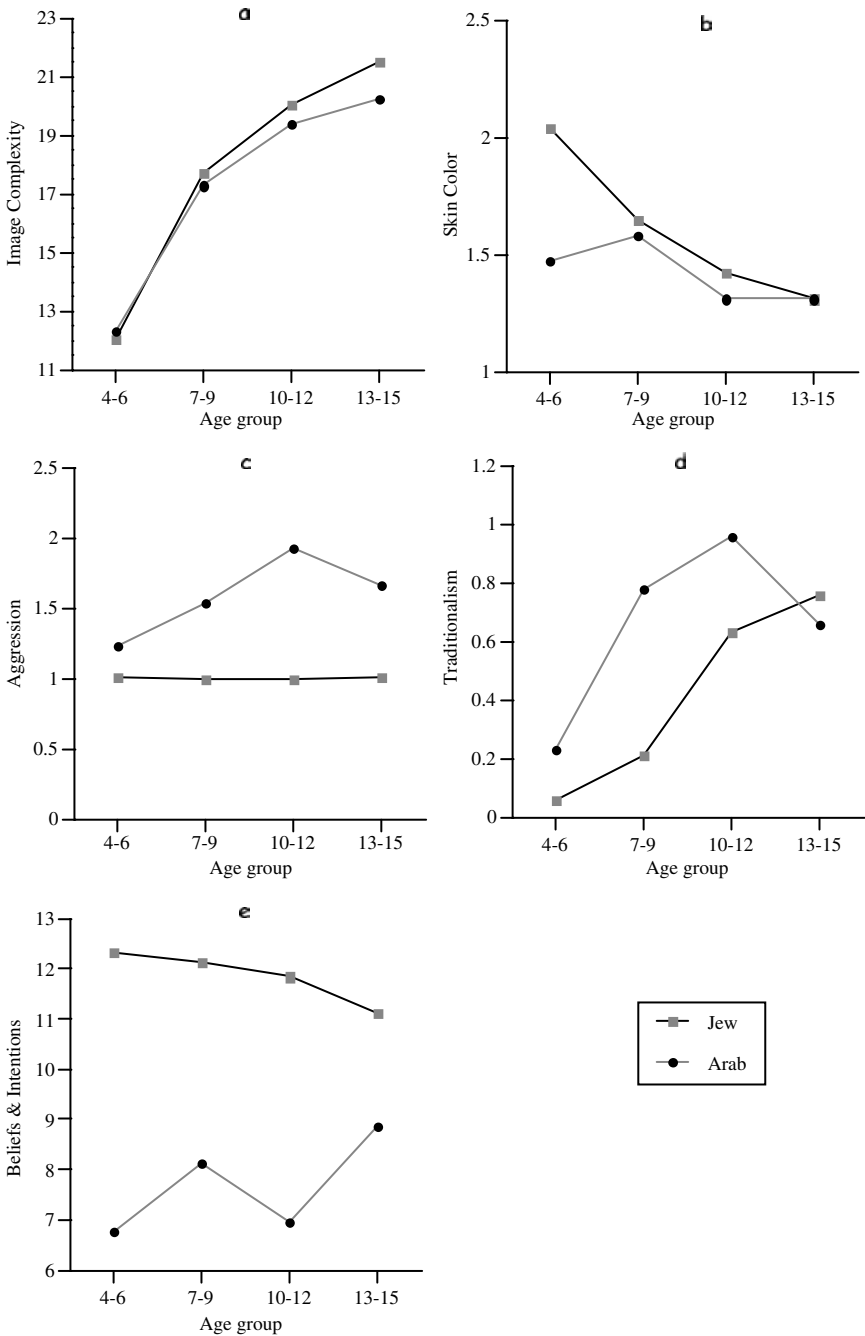 a
23
21
19
17
15
13
11
Image Complexity
4-6 7-9 10-12 13-15
Age group
b
2.5
2
1.5
1
Skin Color
4-6 7-9 10-12 13-15
Age group
c
2.5
2
1.5
1
0.5
0
Aggression
4-6 7-9 10-12 13-15
Age group
d
1.2
1
0.8
0.6
0.4
0.2
0
Traditionalism
4-6 7-9 10-12 13-15
Age group
e
13
12
11
10
9
8
7
6
Beliefs & Intentions
4-6 7-9 10-12 13-15
Age group
Jew
Arab